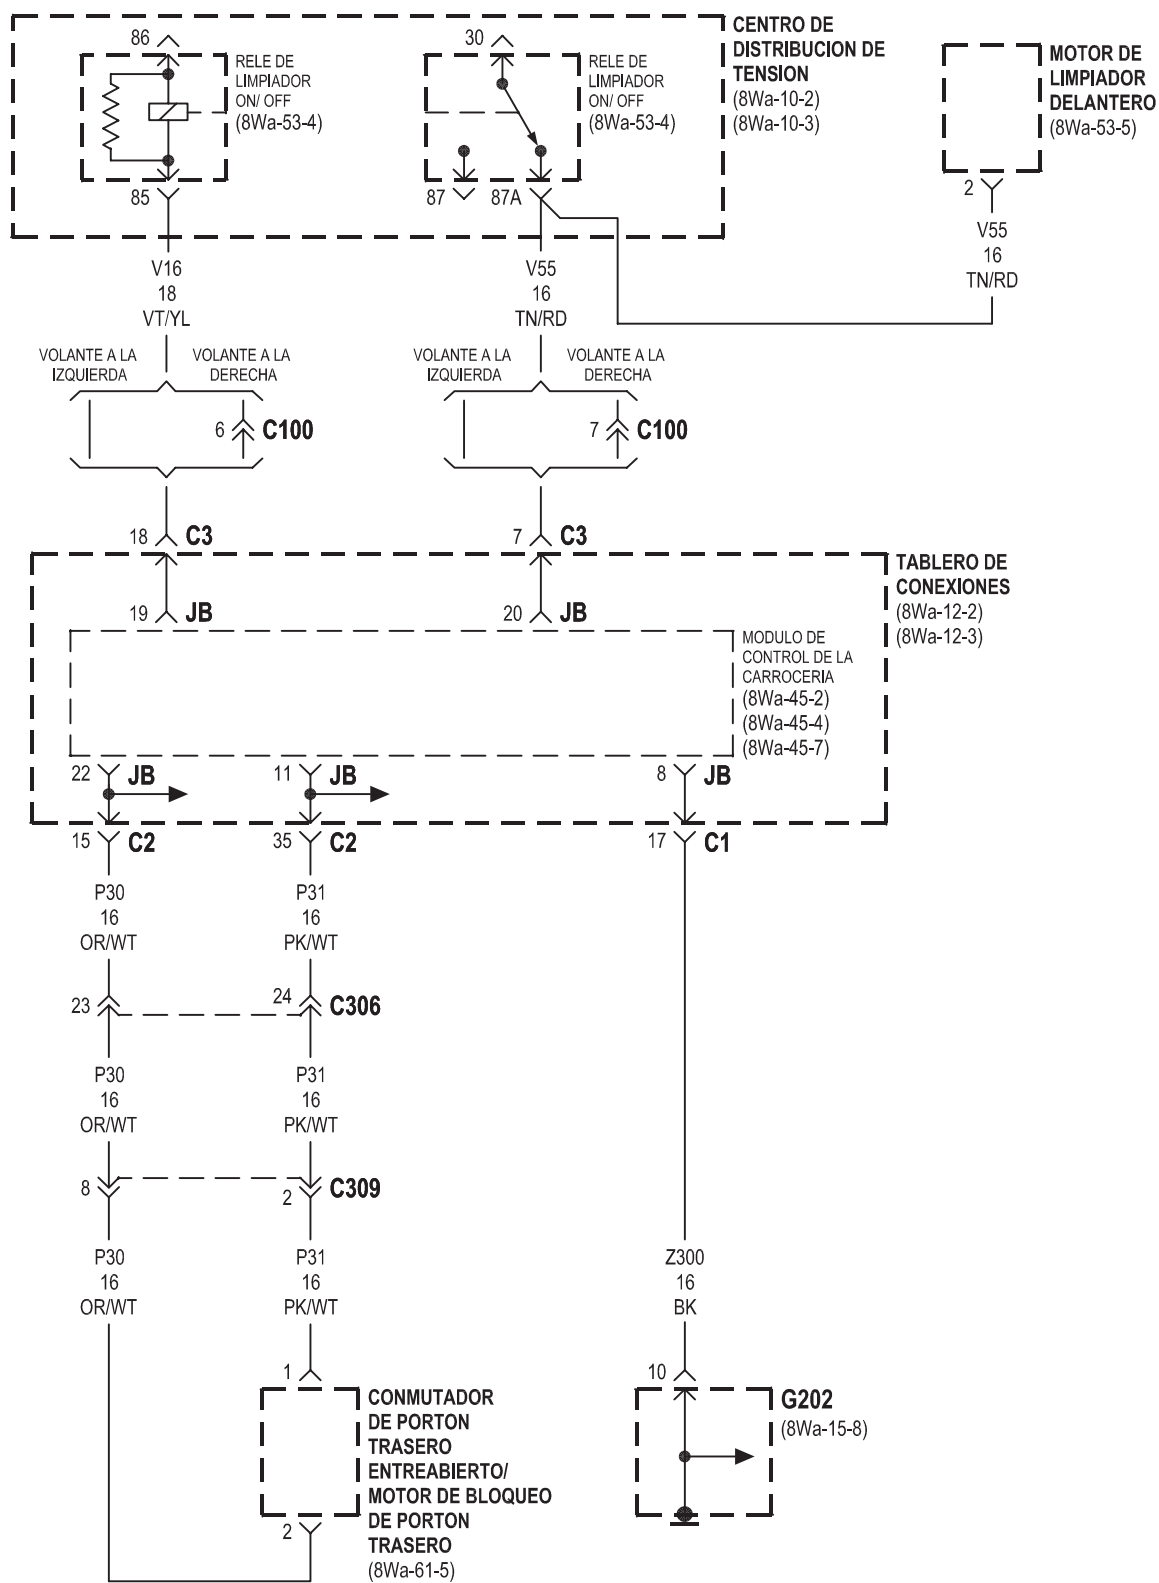 CENTRO DE
DISTRIBUCION DE
TENSION
(8Wa-10-2)
(8Wa-10-3)
86
RELE DE
LIMPIADOR
ON/ OFF
(8Wa-53-4)
85
30
RELE DE
LIMPIADOR
ON/ OFF
(8Wa-53-4)
87
87A
MOTOR DE
LIMPIADOR
DELANTERO
(8Wa-53-5)
2
V55
16
TN/RD
V16
18
VT/YL
V55
16
TN/RD
VOLANTE A LA
IZQUIERDA
VOLANTE A LA
DERECHA
6 C100
VOLANTE A LA
IZQUIERDA
VOLANTE A LA
DERECHA
7 C100
18 C3
7 C3
TABLERO DE
CONEXIONES
(8Wa-12-2)
(8Wa-12-3)
19 JB
20 JB
MODULO DE
CONTROL DE LA
CARROCERIA
(8Wa-45-2)
(8Wa-45-4)
(8Wa-45-7)
22 JB
11 JB
8 JB
15 C2
35 C2
17 C1
P30
16
OR/WT
P31
16
PK/WT
23
24 C306
P30
16
OR/WT
P31
16
PK/WT
8
2 C309
P30
16
OR/WT
P31
16
PK/WT
Z300
16
BK
1
CONMUTADOR
DE PORTON
TRASERO
ENTREABIERTO/
MOTOR DE BLOQUEO
DE PORTON
TRASERO
(8Wa-61-5)
2
10
G202
(8Wa-15-8)